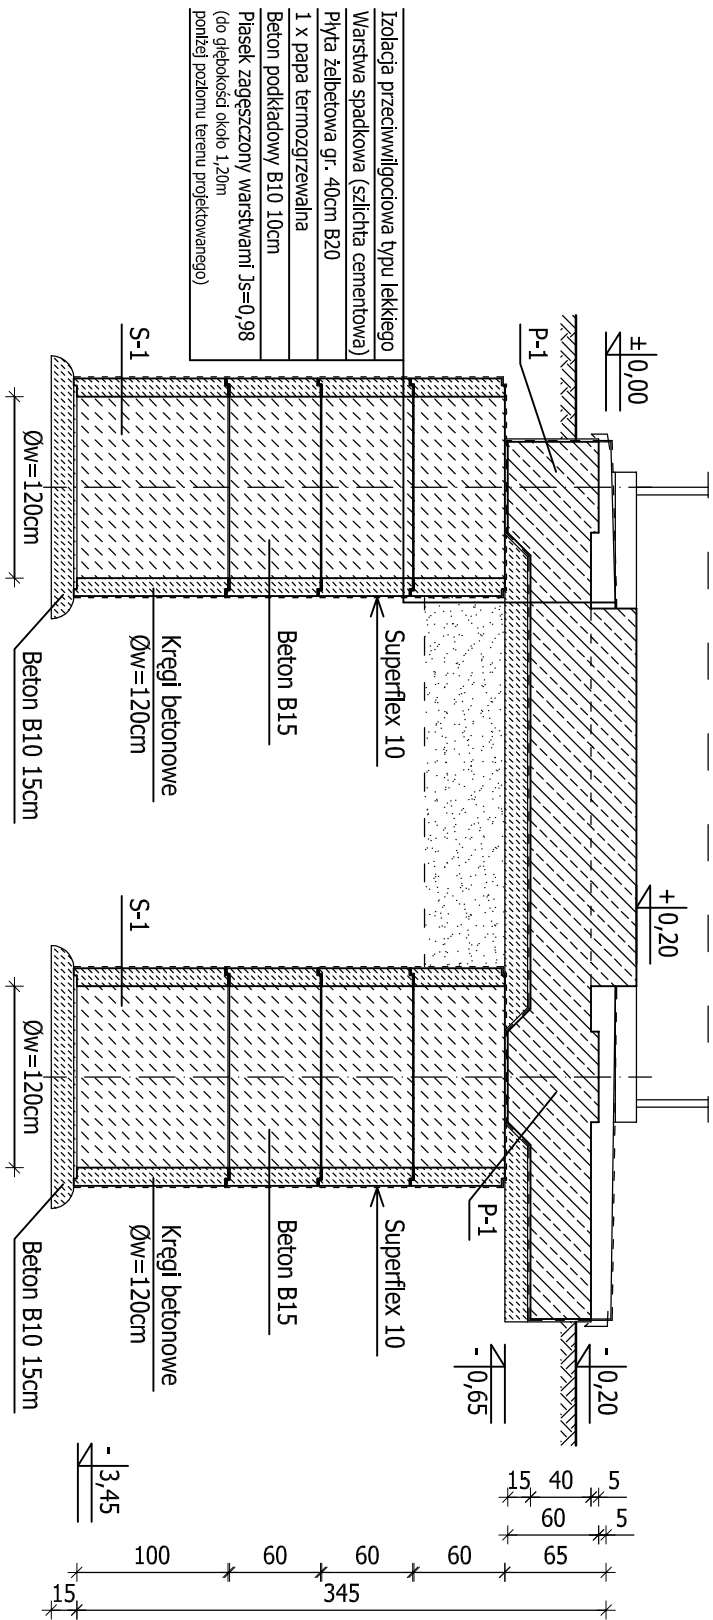 Izolacja przeciwwilgociowa typu lekkiego
Warstwa spadkowa (szlichta cementowa)
Płyta żelbetowa gr. 40cm B20
1 x papa termozgrzewalna
Beton podkładowy B10 10cm
Piasek zagęszczony warstwami Js=0,98
(do głębokości około 1,20m
poniżej poziomu terenu projektowanego)
± 0,00
P-1
S-1
Øw=120cm
Beton B10 15cm
Kręgi betonowe
Øw=120cm
Beton B15
Superflex 10
+ 0,20
S-1
Øw=120cm
Beton B10 15cm
Kręgi betonowe
Øw=120cm
Beton B15
Superflex 10
P-1
- 0,20
- 0,65
- 3,45
5
40
15
5
60
65
60
60
60
100
345
15